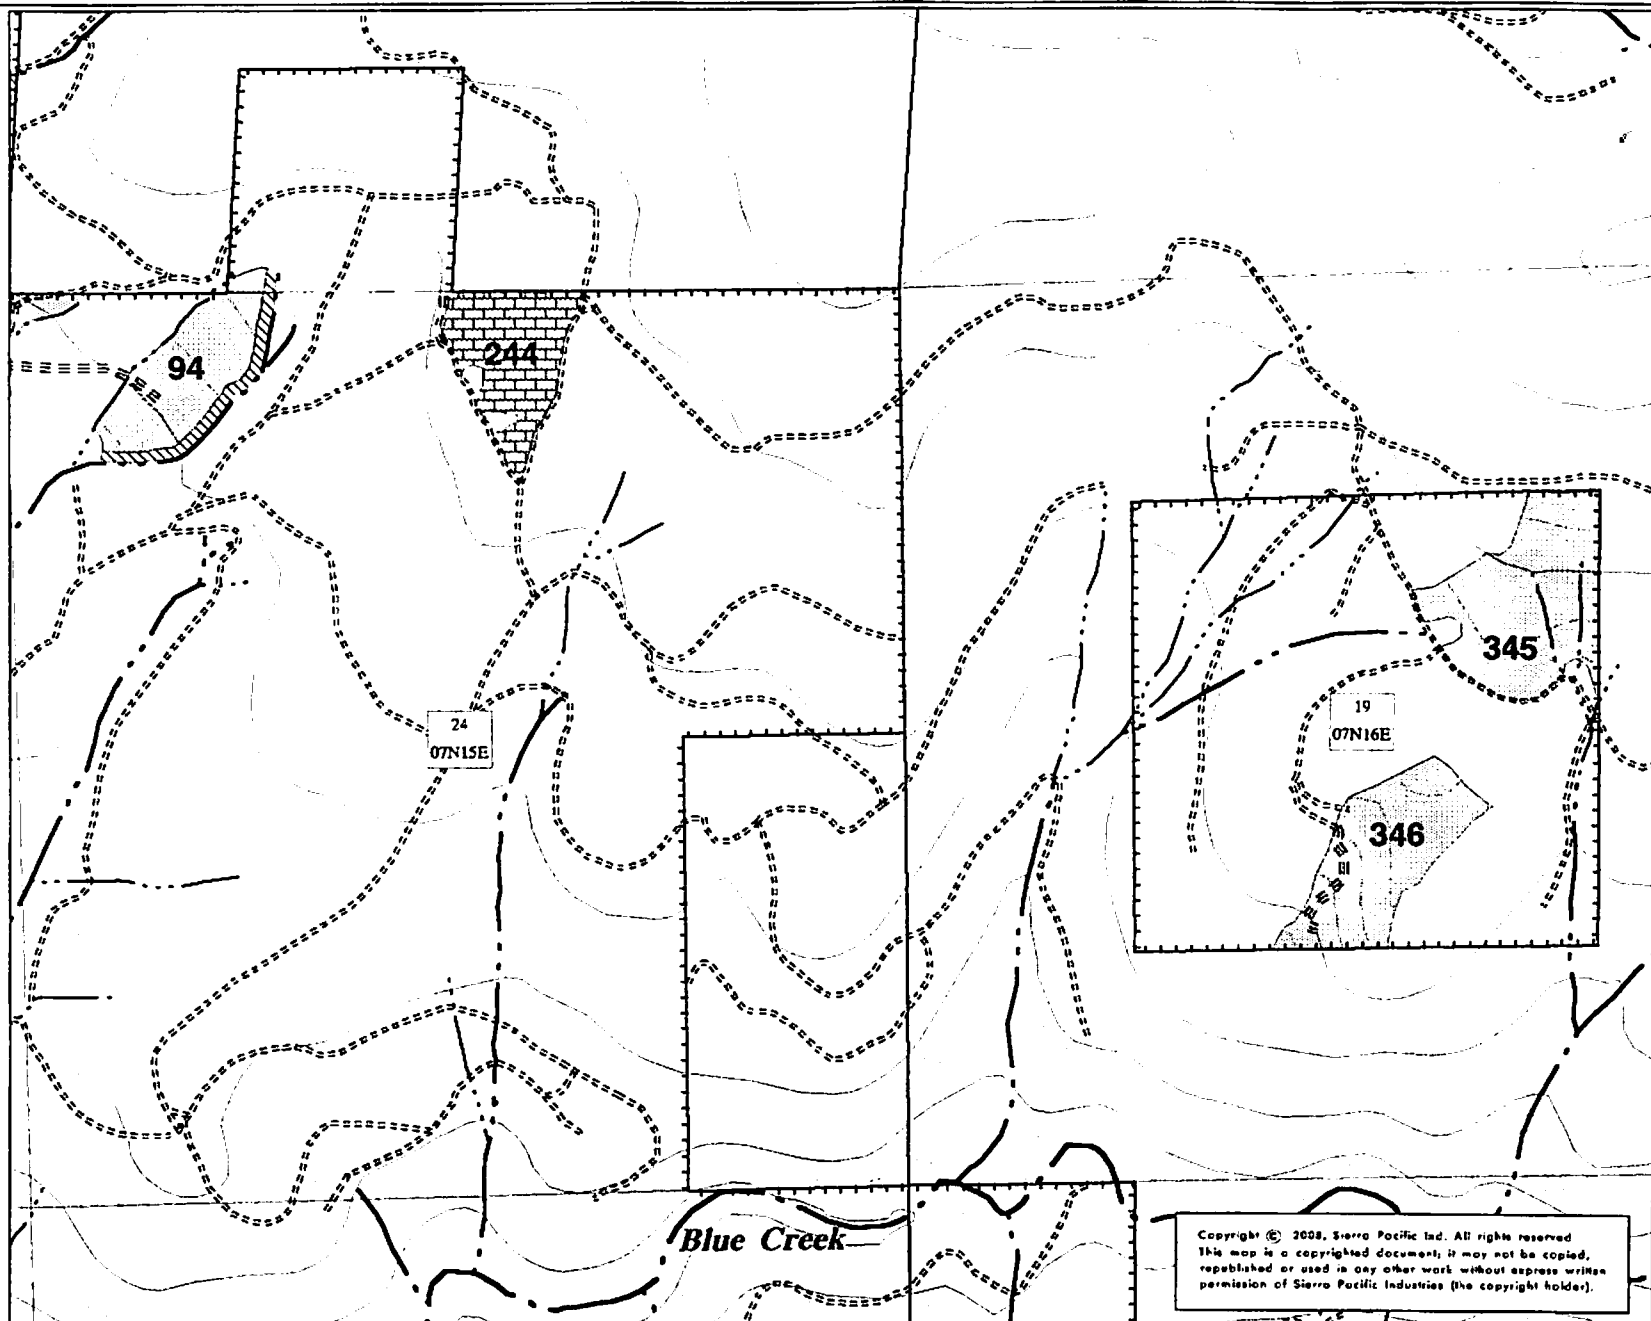 94
244
345
24
07N15E
19
07N16E
346
Blue Creek
Copyright © 2008, Sierra Pacific Ind. All rights reserved
This map is a copyrighted document; it may not be copied,
republished or used in any other work without express written
permission of Sierra Pacific Industries (the copyright holder).